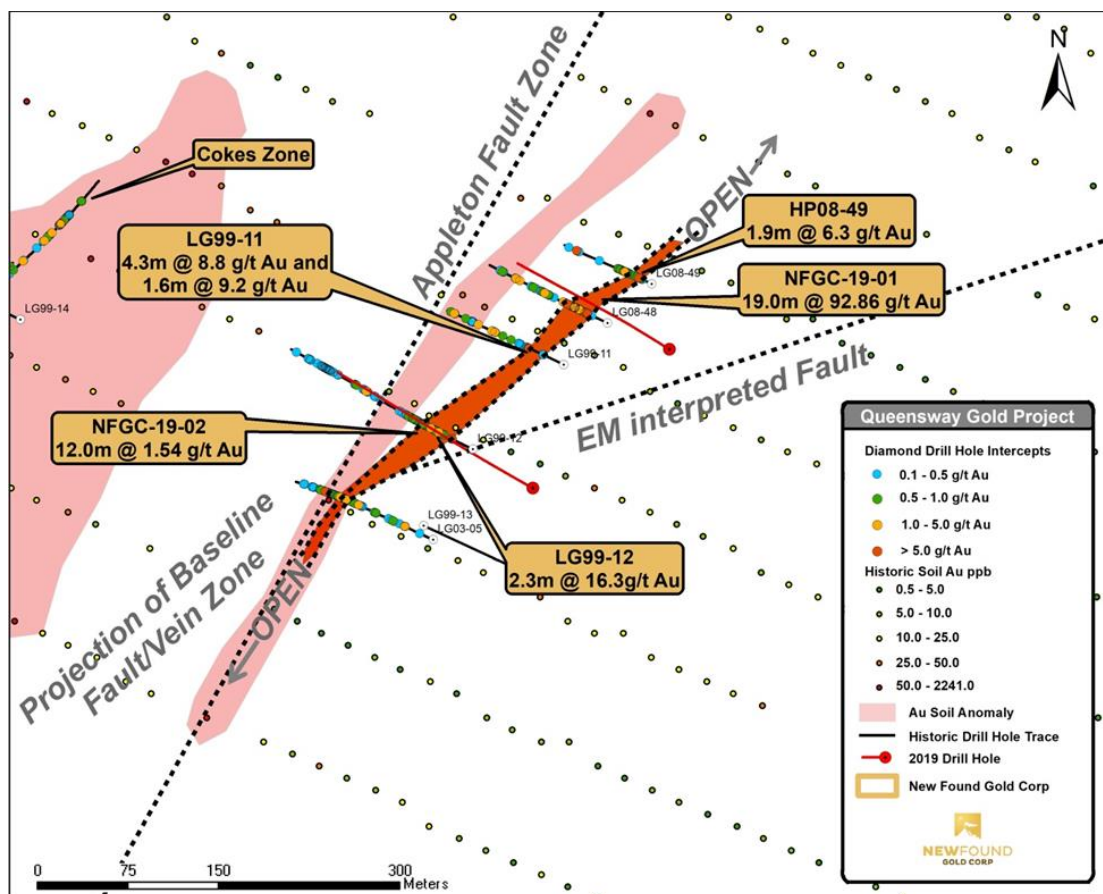 N
Cokes Zone
Appleton Fault Zone
OPEN
HP08-49
1.9m @ 6.3 g/t Au
LG99-11
4.3m @ 8.8 g/t Au and
1.6m @ 9.2 g/t Au
NFGC-19-01
19.0m @ 92.86 g/t Au
LG08-49
LG99-14
LG08-48
LG99-11
EM interpreted Fault
NFGC-19-02
12.0m @ 1.54 g/t Au
LG99-12
LG99-13
LG03-05
LG99-12
2.3m @ 16.3g/t Au
OPEN
Projection of Baseline
Fault/Vein Zone
Queensway Gold Project
Diamond Drill Hole Intercepts
0.1 - 0.5 g/t Au
0.5 - 1.0 g/t Au
1.0 - 5.0 g/t Au
> 5.0 g/t Au
Historic Soil Au ppb
0.5 - 5.0
5.0 - 10.0
10.0 - 25.0
25.0 - 50.0
50.0 - 2241.0
Au Soil Anomaly
Historic Drill Hole Trace
2019 Drill Hole
New Found Gold Corp
NEWFOUND
GOLD CORP
0 75 150 300
Meters